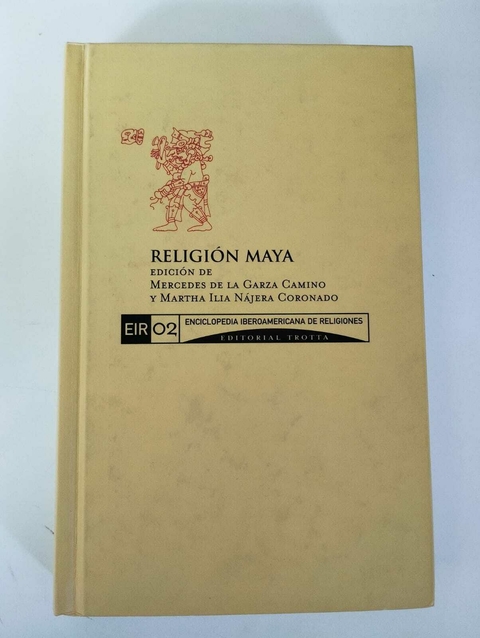 RELIGIÓN MAYA
EDICIÓN DE
MERCEDES DE LA GARZA CAMINO
Y MARTHA ILIA NÁJERA CORONADO
EIR 02 ENCICLOPEDIA IBEROAMERICANA DE RELIGIONES
EDITORIAL TROTTA